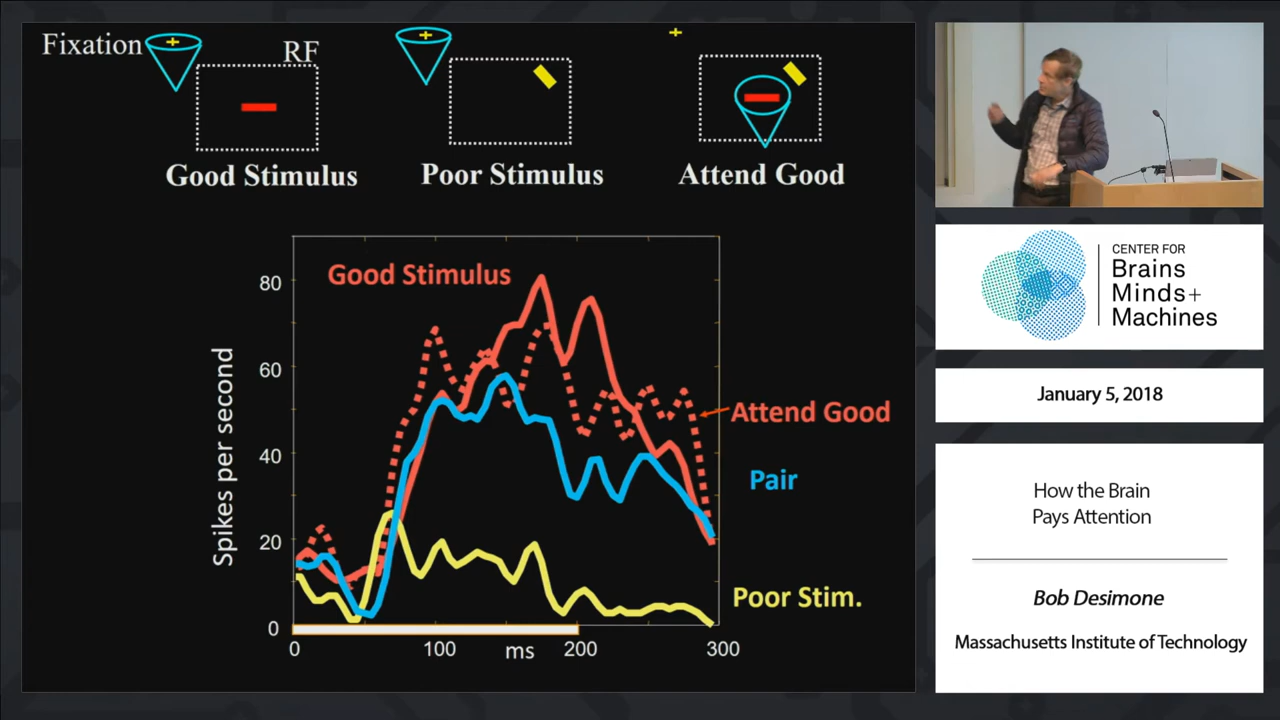 Fixation
RF
Good Stimulus
Poor Stimulus
Attend Good
Good Stimulus
Attend Good
Pair
Poor Stim.
Spikes per second
80
60
40
20
0
0
100
ms
200
300
CENTER FOR
Brains
Minds+
Machines
January 5, 2018
How the Brain
Pays Attention
Bob Desimone
Massachusetts Institute of Technology